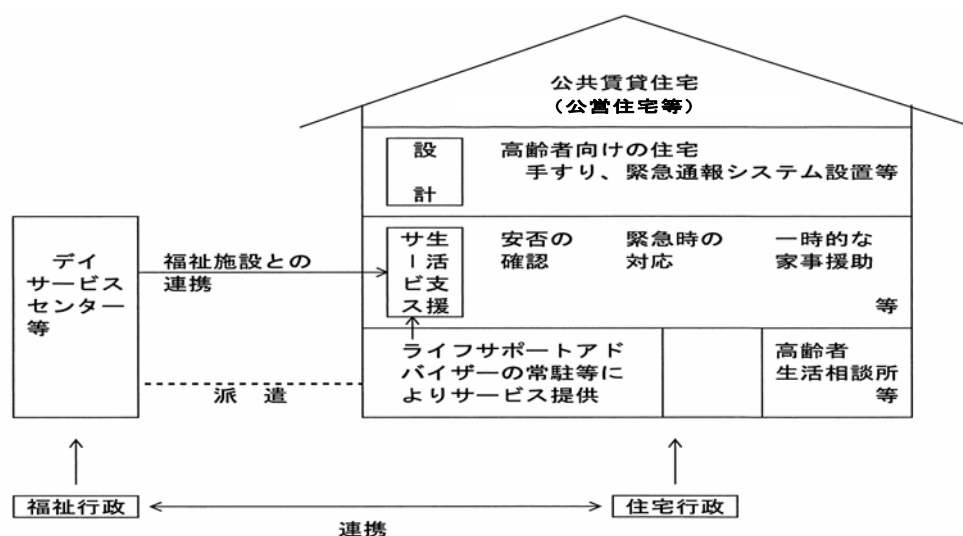 公共賃貸住宅
（公営住宅等）
設計
高齢者向けの住宅
手すり、緊急通報システム設置等
デイ
サービス
センター
等
福祉施設との
連携
生活支援
サービス
安否の
確認
緊急時の
対応
一時的な
家事援助
等
ライフサポートアド
バイザーの常駐等に
よりサービス提供
高齢者
生活相談所
等
派遣
福祉行政
住宅行政
連携